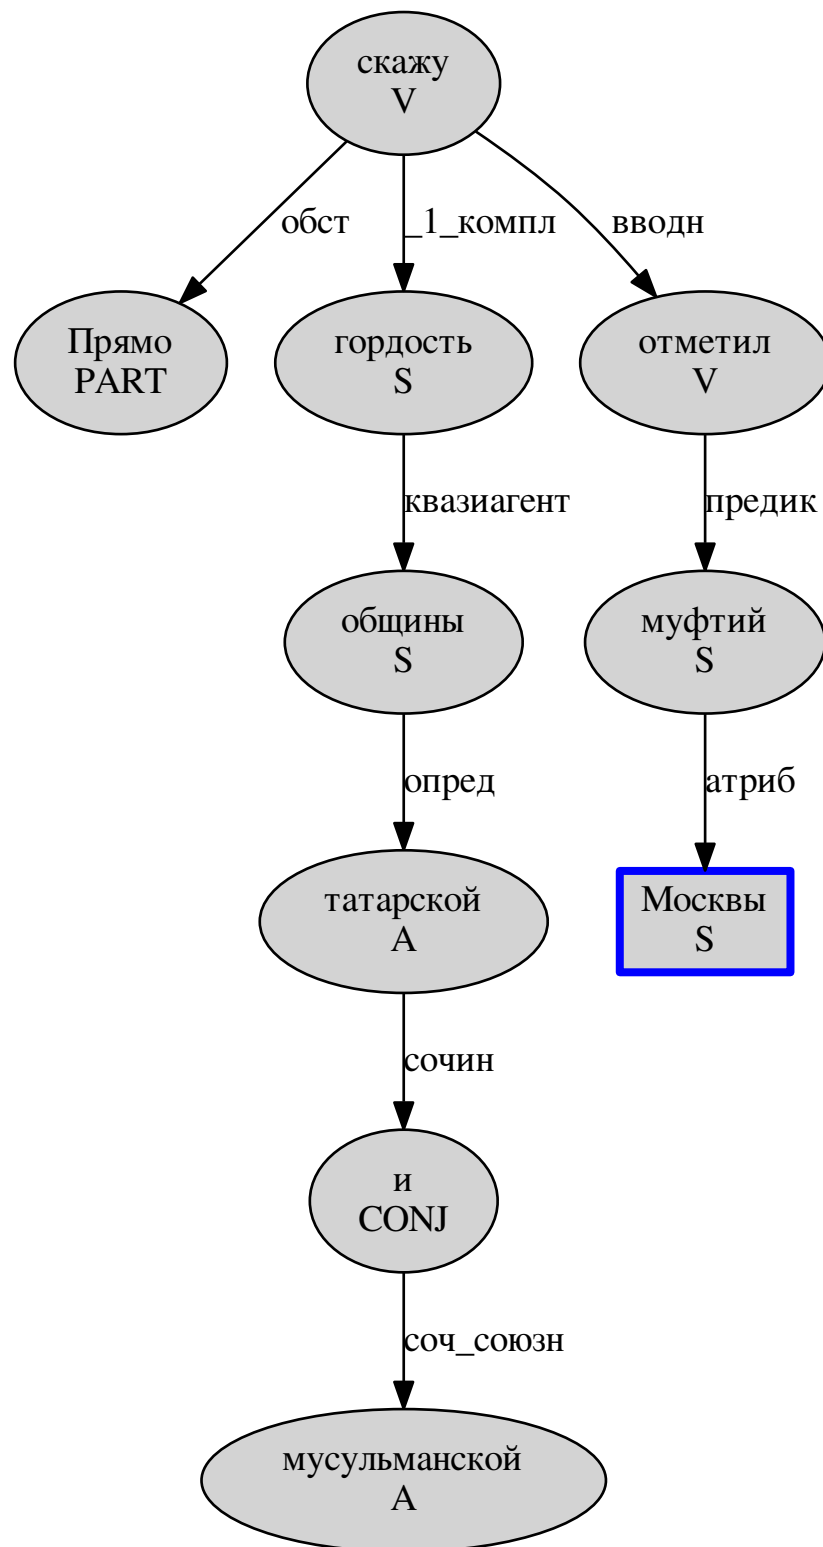 скажу
V
обст
_1_компл
вводн
Прямо
PART
гордость
S
отметил
V
квазиагент
предик
общины
S
муфтий
S
опред
атриб
татарской
A
Москвы
S
сочин
и
CONJ
соч_союзн
мусульманской
A